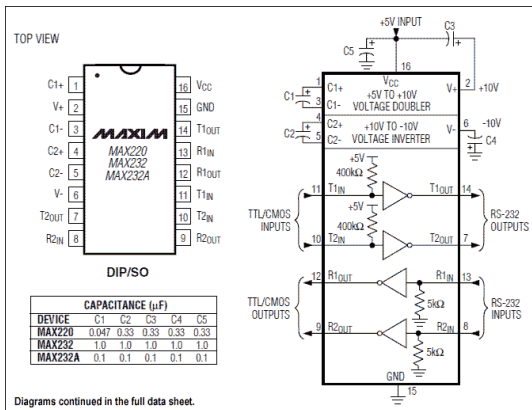 TOP VIEW
C1+ 1
V+ 2
C1- 3
C2+ 4
C2- 5
V- 6
T2OUT 7
R2IN 8
MAXIM
MAX220
MAX232
MAX232A
16 VCC
15 GND
14 T1OUT
13 R1IN
12 R1OUT
11 T1IN
10 T2IN
9 R2OUT
DIP/SO
CAPACITANCE (µF)
DEVICE C1 C2 C3 C4 C5
MAX220 0.047 0.33 0.33 0.33 0.33
MAX232 1.0 1.0 1.0 1.0 1.0
MAX232A 0.1 0.1 0.1 0.1 0.1
Diagrams continued in the full data sheet.
+5V INPUT
C3
C5
16
VCC
1 C1+
C1
3 C1-
+5V TO +10V
VOLTAGE DOUBLER
V+ 2
+10V
4 C2+
C2
5 C2-
+10V TO -10V
VOLTAGE INVERTER
V- 6
-10V
C4
+5V
400kΩ
11 T1IN
T1OUT 14
+5V
400kΩ
TTL/CMOS
INPUTS
RS-232
OUTPUTS
10 T2IN
T2OUT 7
12 R1OUT
R1IN 13
5kΩ
TTL/CMOS
OUTPUTS
RS-232
INPUTS
9 R2OUT
R2IN 8
5kΩ
GND
15